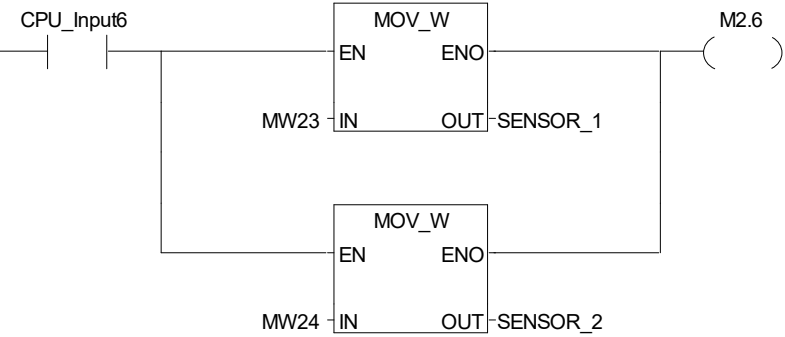 CPU_Input6 MOV_W M2.6
EN ENO
MW23 IN OUT SENSOR_1
MOV_W
EN ENO
MW24 IN OUT SENSOR_2